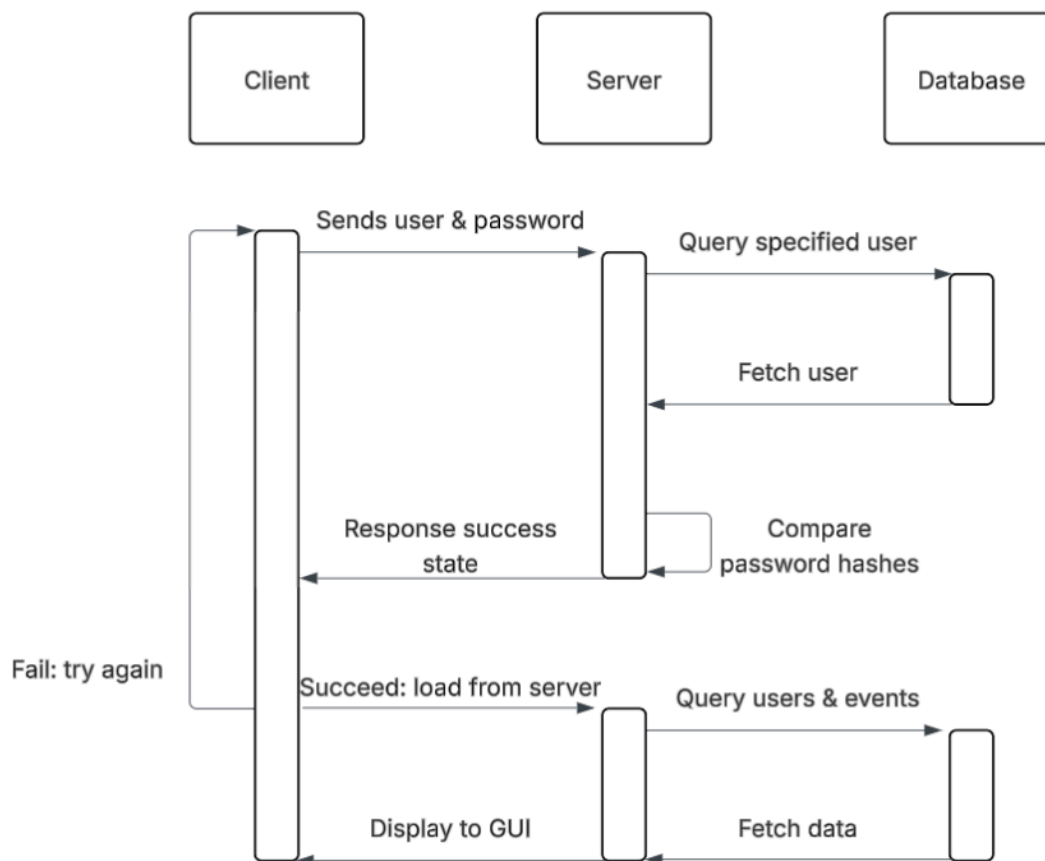 Client
Server
Database
Sends user & password
Query specified user
Fetch user
Response success
state
Compare
password hashes
Fail: try again
Succeed: load from server
Query users & events
Display to GUI
Fetch data